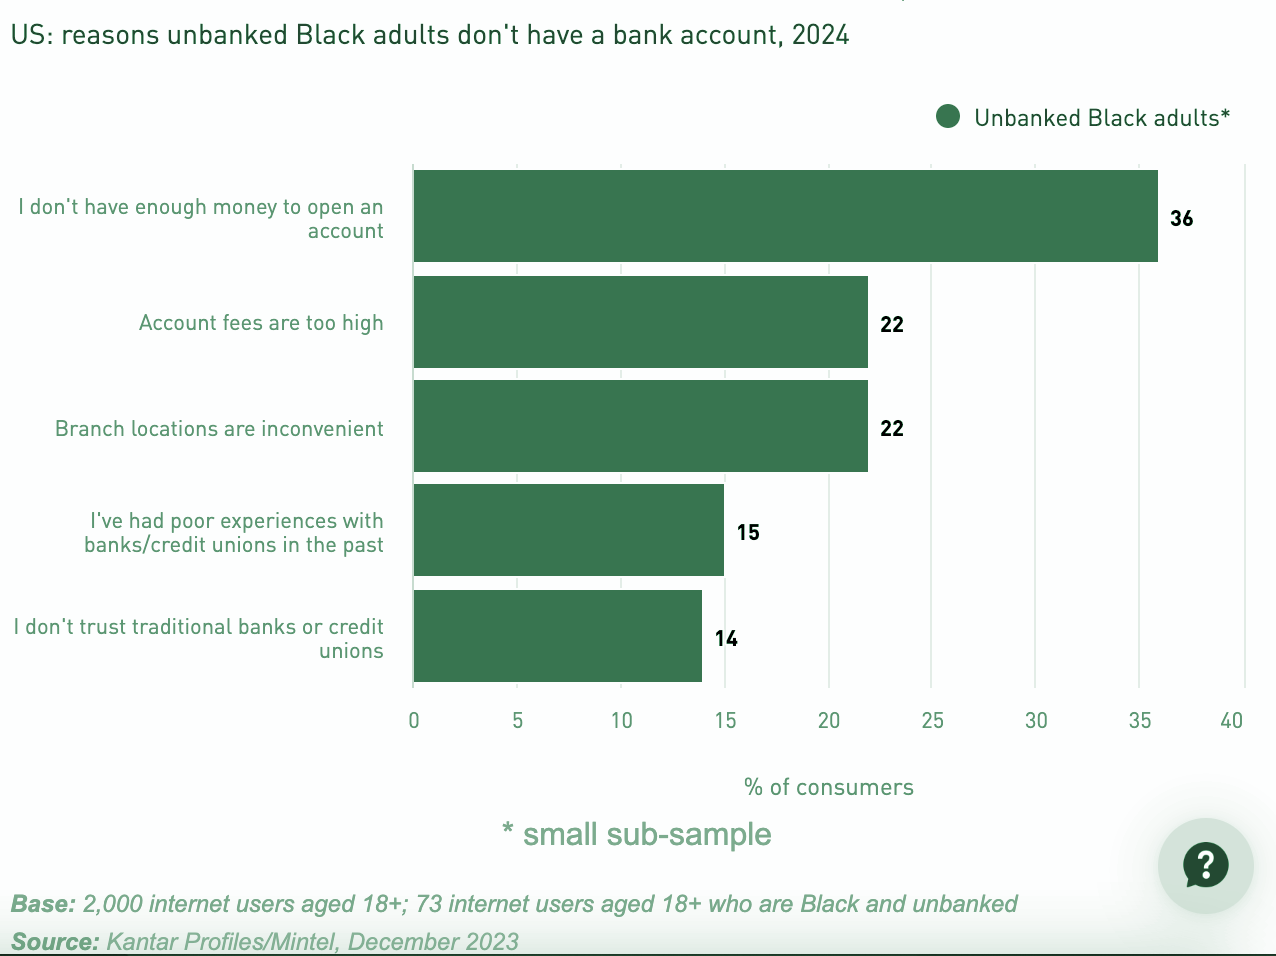 US: reasons unbanked Black adults don't have a bank account, 2024
Unbanked Black adults*
I don't have enough money to open an
account
36
Account fees are too high
22
Branch locations are inconvenient
22
I've had poor experiences with
banks/credit unions in the past
15
I don't trust traditional banks or credit
unions
14
0 5 10 15 20 25 30 35 40
% of consumers
* small sub-sample
?
Base: 2,000 internet users aged 18+; 73 internet users aged 18+ who are Black and unbanked
Source: Kantar Profiles/Mintel, December 2023